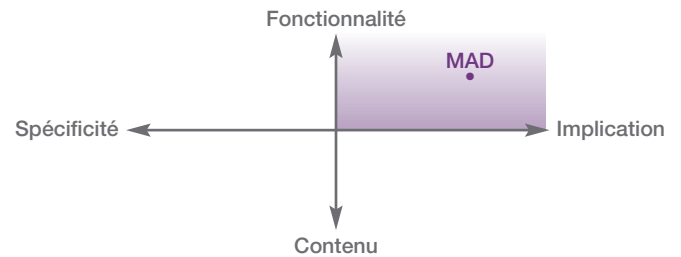 Fonctionnalité
MAD
Spécificité
Implication
Contenu